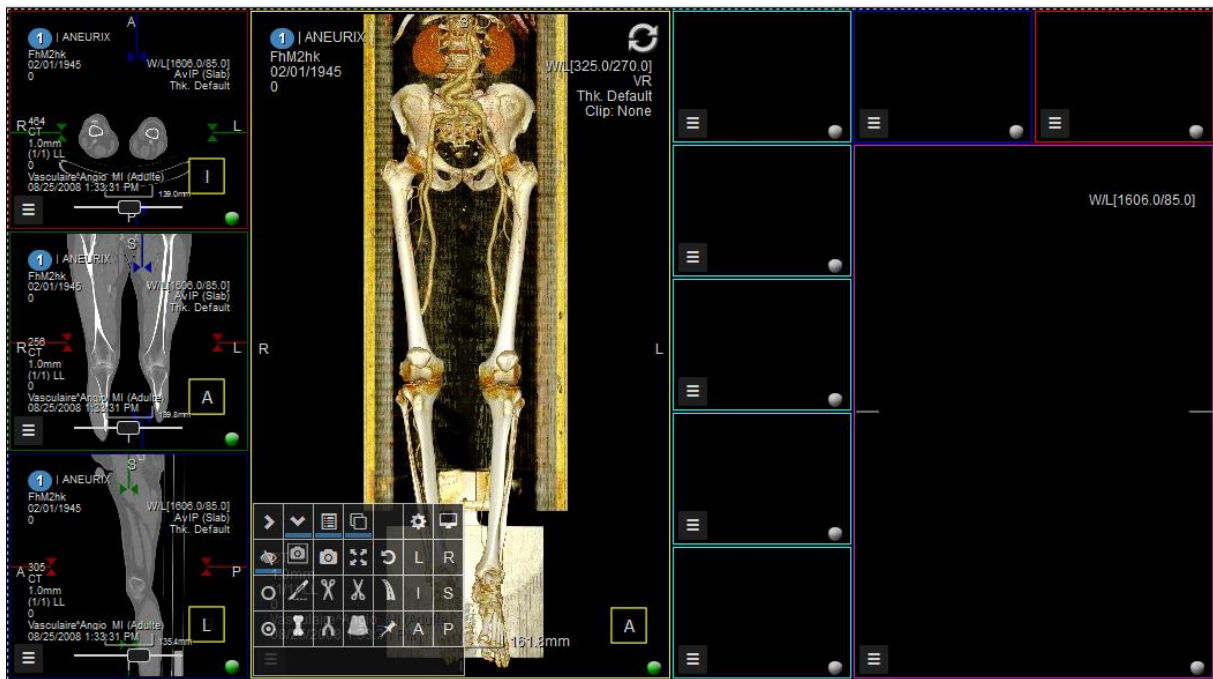 A
1 | ANEURIX
FhM2hk
02/01/1945
0
W/L[1606.0/85.0]
AvIP (Slab)
Thk. Default
R
L
464
CT
1.0mm
(1/1) LL
0
Vasculaire^Angio MI (Adulte)
08/25/2008 1:33:31 PM
139.0mm
I
P
S
1 | ANEURIX
FhM2hk
02/01/1945
0
W/L[1606.0/85.0]
AvIP (Slab)
Thk. Default
R
L
256
CT
1.0mm
(1/1) LL
0
Vasculaire^Angio MI (Adulte)
08/25/2008 1:33:31 PM
139.8mm
A
I
S
1 | ANEURIX
FhM2hk
02/01/1945
0
W/L[1606.0/85.0]
AvIP (Slab)
Thk. Default
A
P
305
CT
1.0mm
(1/1) LL
0
Vasculaire^Angio MI (Adulte)
08/25/2008 1:33:31 PM
135.4mm
L
I
S
1 | ANEURIX
FhM2hk
02/01/1945
0
W/L[325.0/270.0]
VR
Thk. Default
Clip: None
R
L
L R
I S
A P
161.8mm
A
W/L[1606.0/85.0]